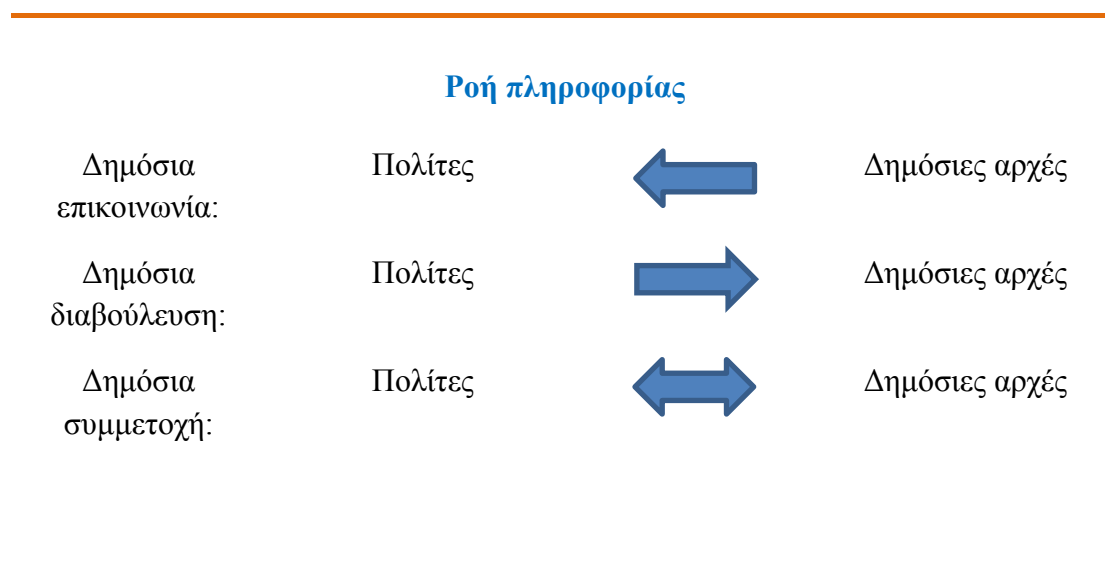 Ροή πληροφορίας
Δημόσια επικοινωνία: Πολίτες Δημόσιες αρχές
Δημόσια διαβούλευση: Πολίτες Δημόσιες αρχές
Δημόσια συμμετοχή: Πολίτες Δημόσιες αρχές